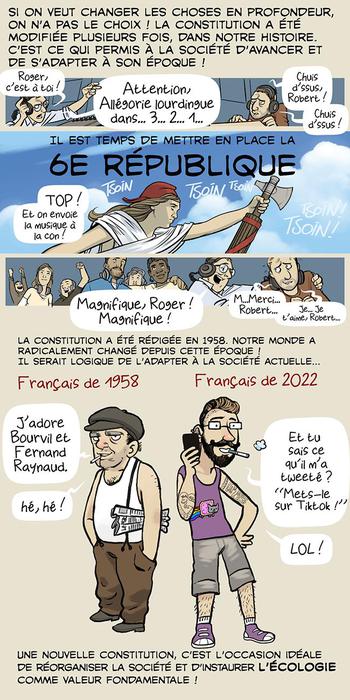 SI ON VEUT CHANGER LES CHOSES EN PROFONDEUR,
ON N'A PAS LE CHOIX ! LA CONSTITUTION A ÉTÉ
MODIFIÉE PLUSIEURS FOIS, DANS NOTRE HISTOIRE.
C'EST CE QUI PERMIS À LA SOCIÉTÉ D'AVANCER ET
DE S'ADAPTER À SON ÉPOQUE !
Roger,
c'est à toi !
Attention,
Allégorie lourdingue
dans... 3... 2... 1...
Chuis
d'ssus,
Robert !
Chuis
d'ssus !
IL EST TEMPS DE METTRE EN PLACE LA
6E RÉPUBLIQUE
TSOIN
TSOIN
TSOIN
TSOIN!
TSOIN!
TOP !
Et on envoie
la musique à
la con !
Magnifique, Roger !
Magnifique !
M...Merci...
Robert...
Je... Je
t'aime, Robert...
LA CONSTITUTION A ÉTÉ RÉDIGÉE EN 1958. NOTRE MONDE A
RADICALEMENT CHANGÉ DEPUIS CETTE ÉPOQUE !
IL SERAIT LOGIQUE DE L'ADAPTER À LA SOCIÉTÉ ACTUELLE...
Français de 1958
Français de 2022
J'adore
Bourvil et
Fernand
Raynaud.
hé, hé !
Et tu
sais ce
qu'il m'a
tweeté ?
"Mets-le
sur Tiktok !"
LOL !
UNE NOUVELLE CONSTITUTION, C'EST L'OCCASION IDÉALE
DE RÉORGANISER LA SOCIÉTÉ ET D'INSTAURER L'ÉCOLOGIE
COMME VALEUR FONDAMENTALE !